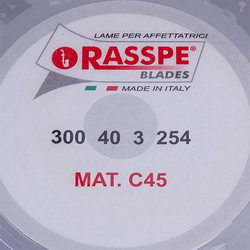 LAME PER AFFETTATRICI
RASSPE®
BLADES
MADE IN ITALY
300 40 3 254
MAT. C45